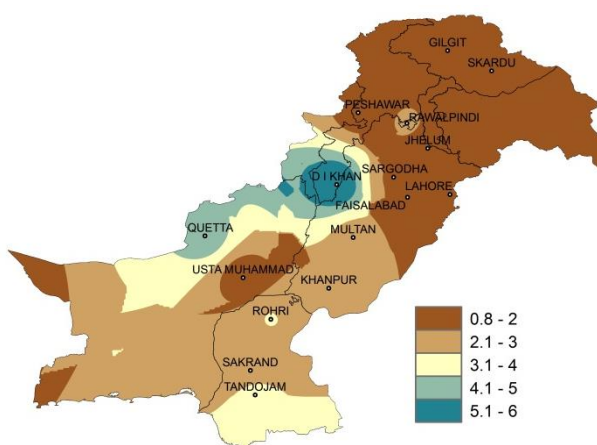 GILGIT
SKARDU
PESHAWAR
RAWALPINDI
JHELUM
SARGODHA
D I KHAN
LAHORE
FAISALABAD
QUETTA
MULTAN
USTA MUHAMMAD
KHANPUR
ROHRI
SAKRAND
TANDOJAM
0.8 - 2
2.1 - 3
3.1 - 4
4.1 - 5
5.1 - 6